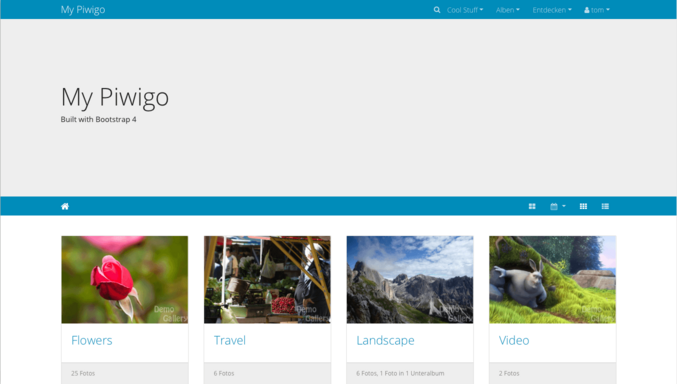 My Piwigo
Cool Stuff Alben Entdecken tom
My Piwigo
Built with Bootstrap 4
Demo Gallery
Demo Gallery
Demo Gallery
Demo Gallery
Flowers
Travel
Landscape
Video
25 Fotos
6 Fotos
6 Fotos, 1 Foto in 1 Unteralbum
2 Fotos